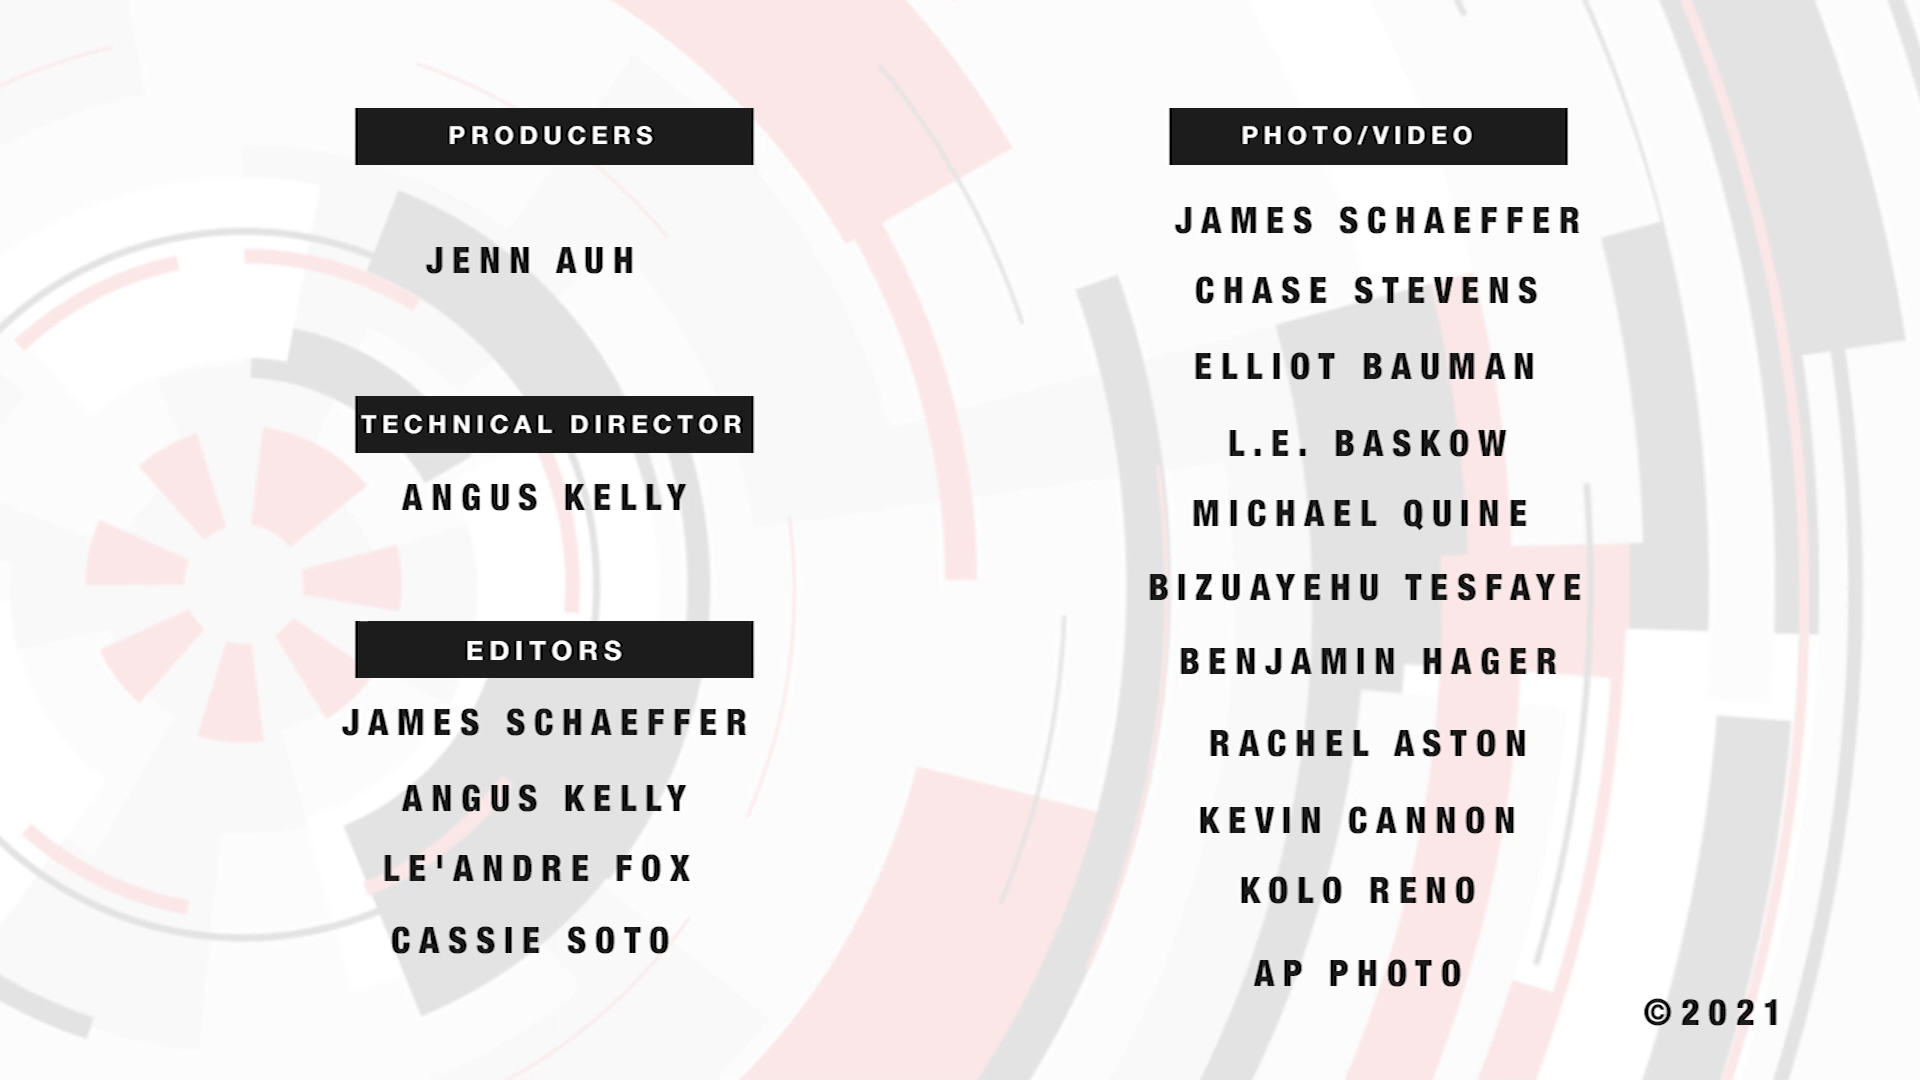 PRODUCERS
JENN AUH
TECHNICAL DIRECTOR
ANGUS KELLY
EDITORS
JAMES SCHAEFFER
ANGUS KELLY
LE'ANDRE FOX
CASSIE SOTO
PHOTO/VIDEO
JAMES SCHAEFFER
CHASE STEVENS
ELLIOT BAUMAN
L.E. BASKOW
MICHAEL QUINE
BIZUAYEHU TESFAYE
BENJAMIN HAGER
RACHEL ASTON
KEVIN CANNON
KOLO RENO
AP PHOTO
©2021